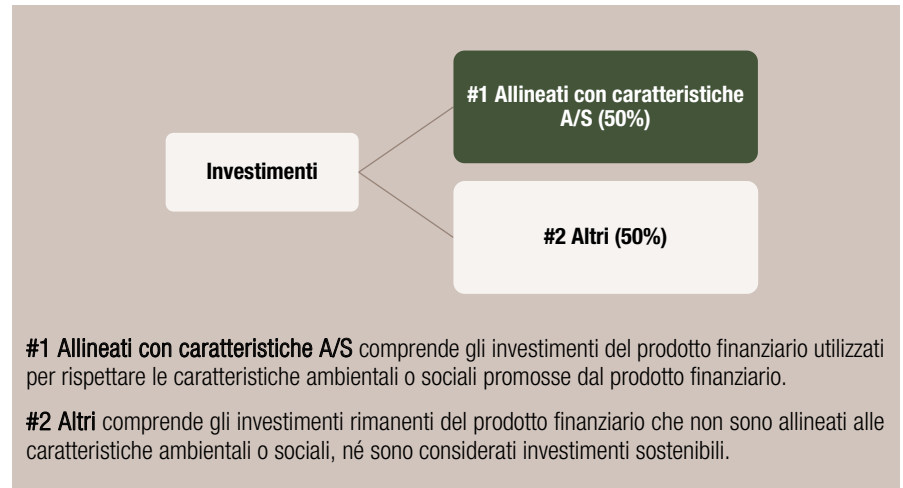 #1 Allineati con caratteristiche
A/S (50%)
Investimenti
#2 Altri (50%)
#1 Allineati con caratteristiche A/S comprende gli investimenti del prodotto finanziario utilizzati
per rispettare le caratteristiche ambientali o sociali promosse dal prodotto finanziario.
#2 Altri comprende gli investimenti rimanenti del prodotto finanziario che non sono allineati alle
caratteristiche ambientali o sociali, né sono considerati investimenti sostenibili.